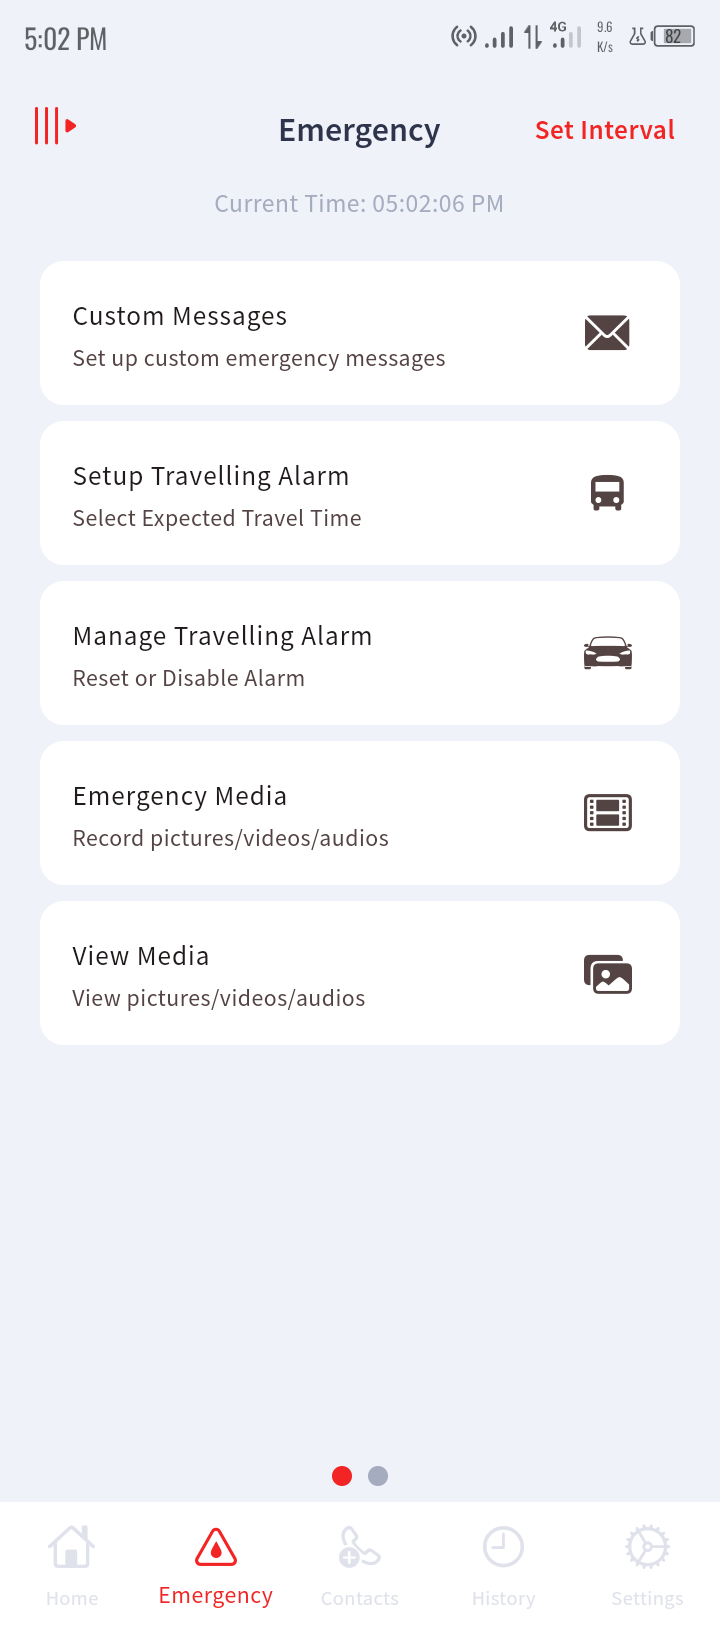 5:02 PM
4G
9.6
K/s
82
Emergency
Set Interval
Current Time: 05:02:06 PM
Custom Messages
Set up custom emergency messages
Setup Travelling Alarm
Select Expected Travel Time
Manage Travelling Alarm
Reset or Disable Alarm
Emergency Media
Record pictures/videos/audios
View Media
View pictures/videos/audios
Home
Emergency
Contacts
History
Settings